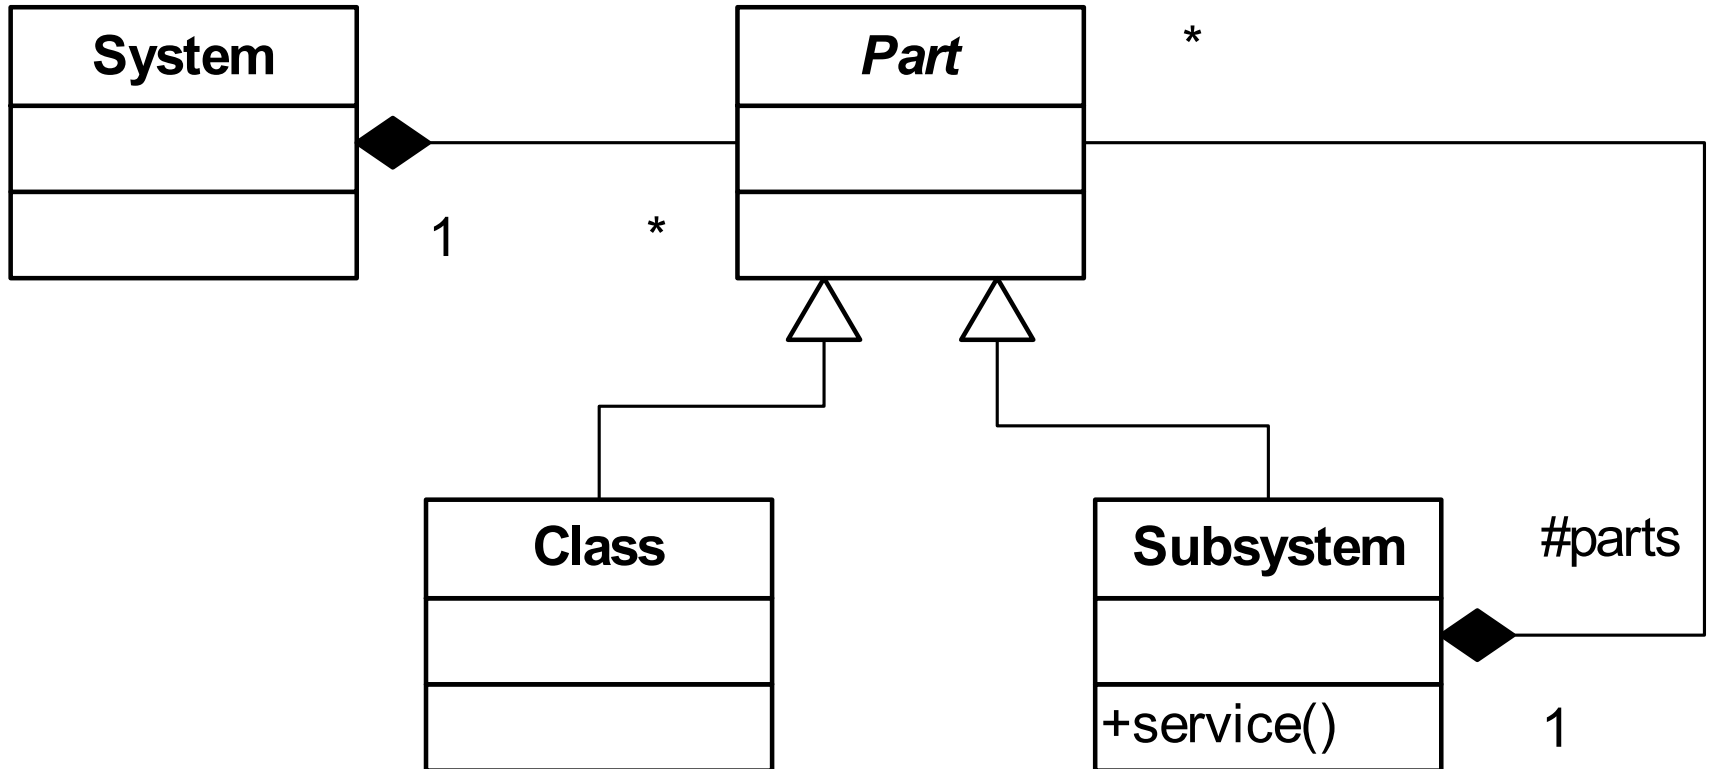 System
Part
*
1
*
Class
Subsystem
#parts
+service()
1